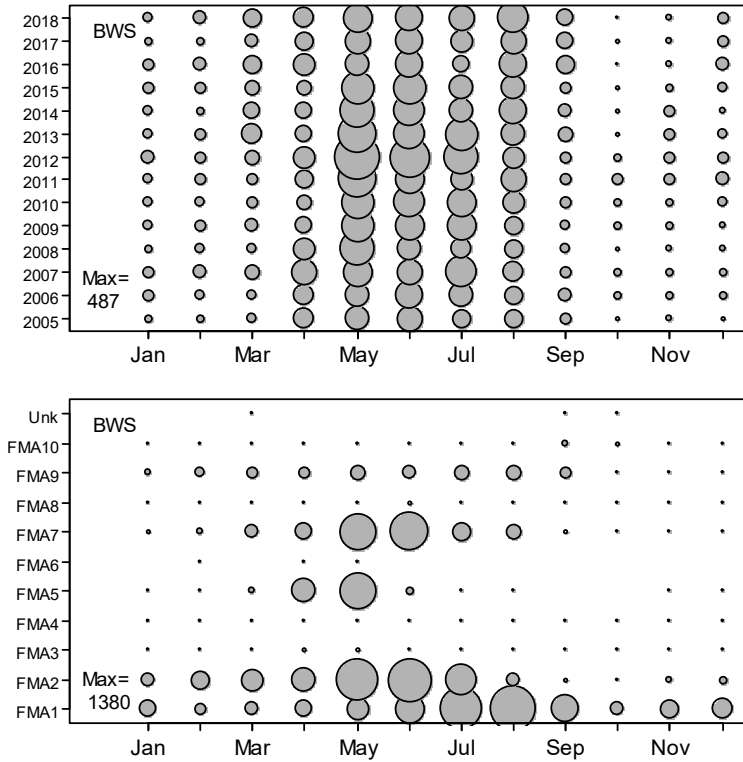 2018
BWS
2017
2016
2015
2014
2013
2012
2011
2010
2009
2008
2007
Max=
2006
487
2005
Jan Mar May Jul Sep Nov
Unk
BWS
FMA10
FMA9
FMA8
FMA7
FMA6
FMA5
FMA4
FMA3
FMA2
Max=
1380
FMA1
Jan Mar May Jul Sep Nov